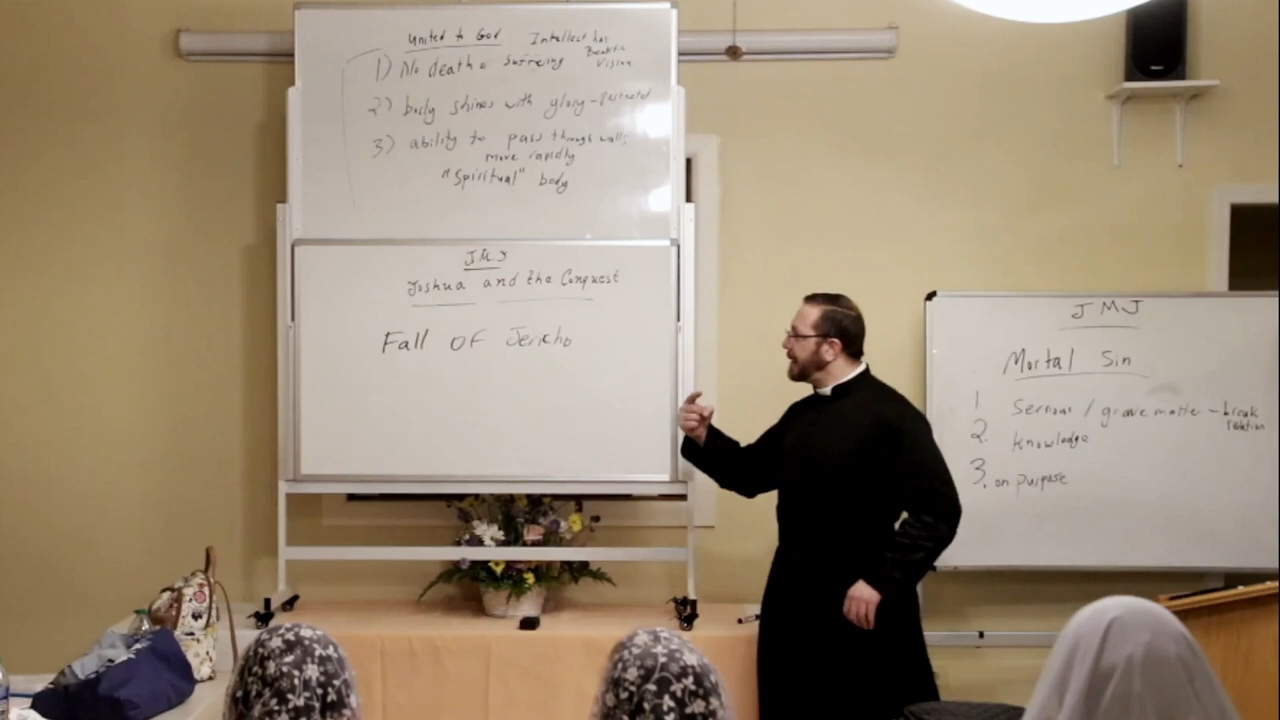 United to God Intellect has
Beatific
Vision
1) No death or suffering
2) body shines with glory - Perfected
3) ability to pass through walls,
move rapidly
"Spiritual" body
J.M.J
Joshua and the Conquest
Fall of Jericho
J M J
Mortal Sin
1 Serious / grave matter - break
relation
2. knowledge
3. on purpose